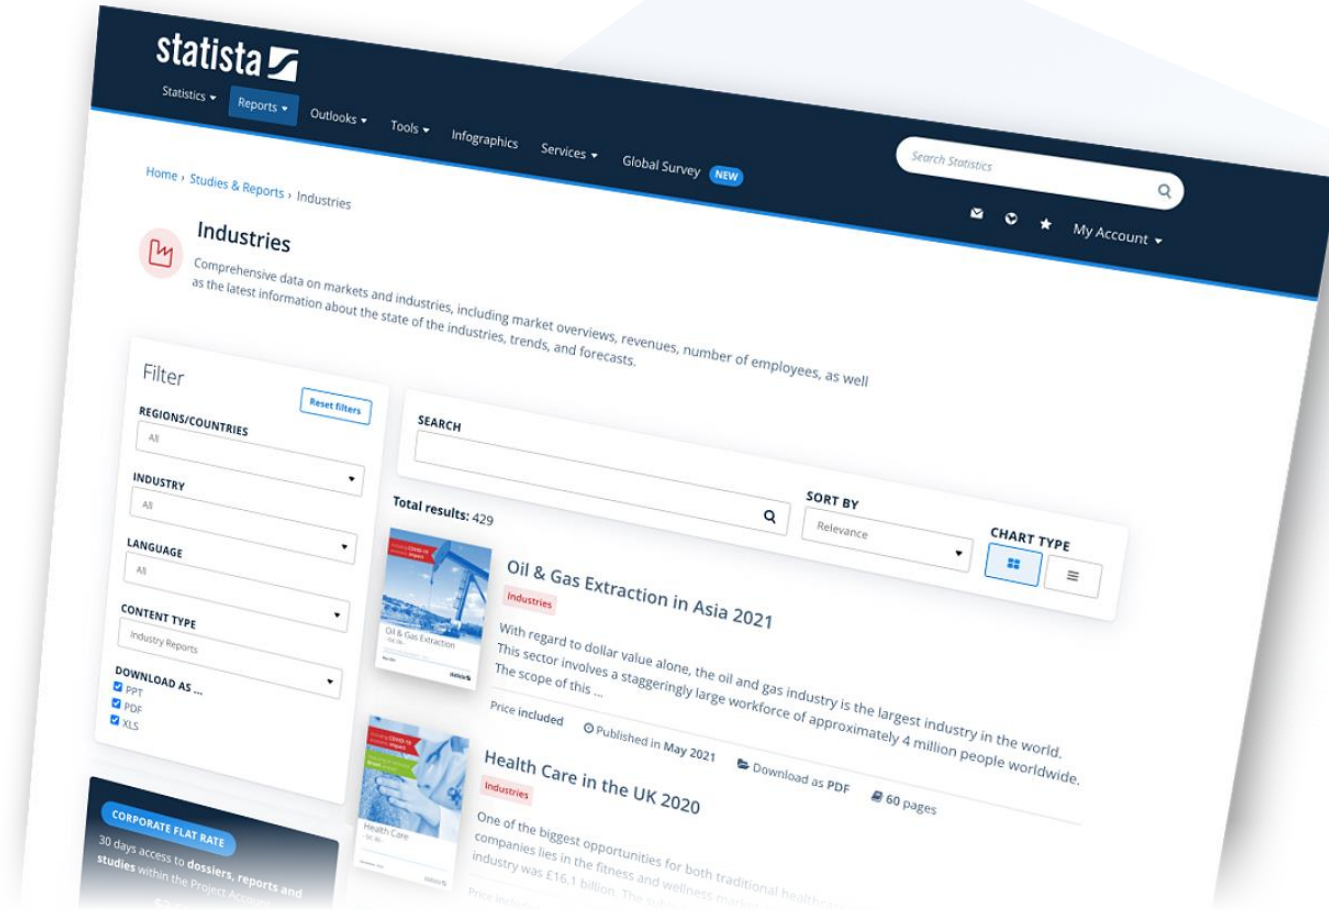 statista
Statistics
Reports
Outlooks
Tools
Infographics
Services
Global Survey NEW
Search Statistics
My Account
Home › Studies & Reports › Industries
Industries
Comprehensive data on markets and industries, including market overviews, revenues, number of employees, as well
as the latest information about the state of the industries, trends, and forecasts.
Filter
Reset filters
REGIONS/COUNTRIES
All
INDUSTRY
All
LANGUAGE
All
CONTENT TYPE
Industry Reports
DOWNLOAD AS ...
PPT
PDF
XLS
CORPORATE FLAT RATE
30 days access to dossiers, reports and
studies within the Project Account
SEARCH
SORT BY
Relevance
CHART TYPE
Total results: 429
Oil & Gas Extraction
statista
Oil & Gas Extraction in Asia 2021
Industries
With regard to dollar value alone, the oil and gas industry is the largest industry in the world.
This sector involves a staggeringly large workforce of approximately 4 million people worldwide.
The scope of this ...
Price included
Published in May 2021
Download as PDF
60 pages
Health Care
statista
Health Care in the UK 2020
Industries
One of the biggest opportunities for both traditional healthcare
companies lies in the fitness and wellness market
industry was £16.1 billion. The
Price included